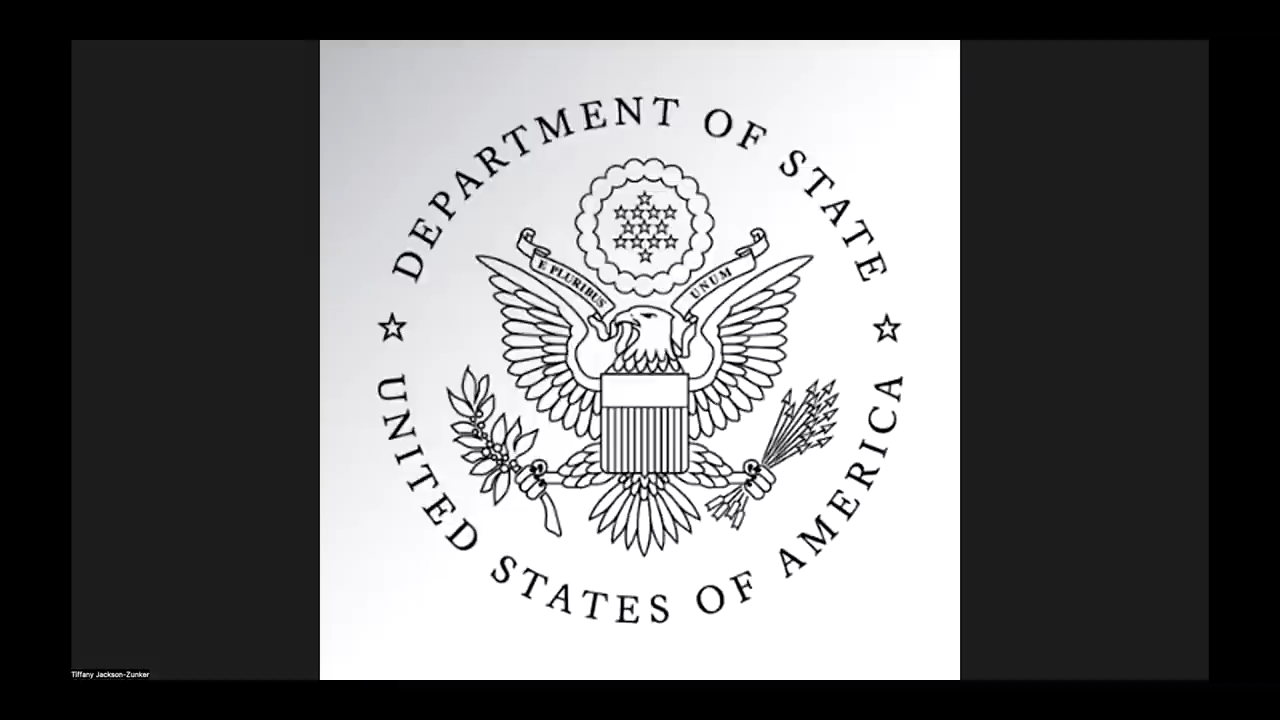 DEPARTMENT OF STATE
E PLURIBUS UNUM
UNITED STATES OF AMERICA
Tiffany Jackson-Zunker